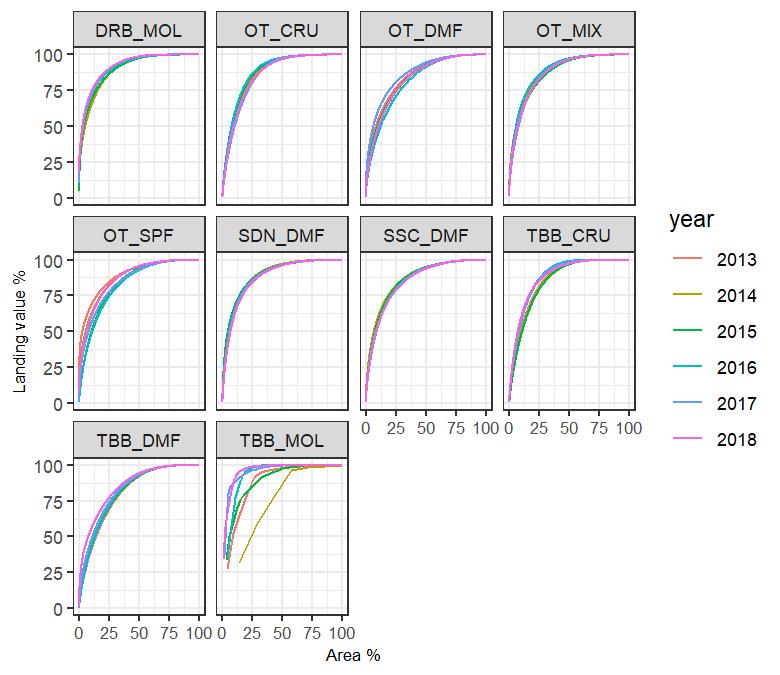 DRB_MOL OT_CRU OT_DMF OT_MIX
100
75
50
25
0
OT_SPF SDN_DMF SSC_DMF TBB_CRU
100
75
50
25
0
0 25 50 75 100 0 25 50 75 100
TBB_DMF TBB_MOL
100
75
50
25
0
0 25 50 75 100 0 25 50 75 100
Area %
Landing value %
year
2013
2014
2015
2016
2017
2018